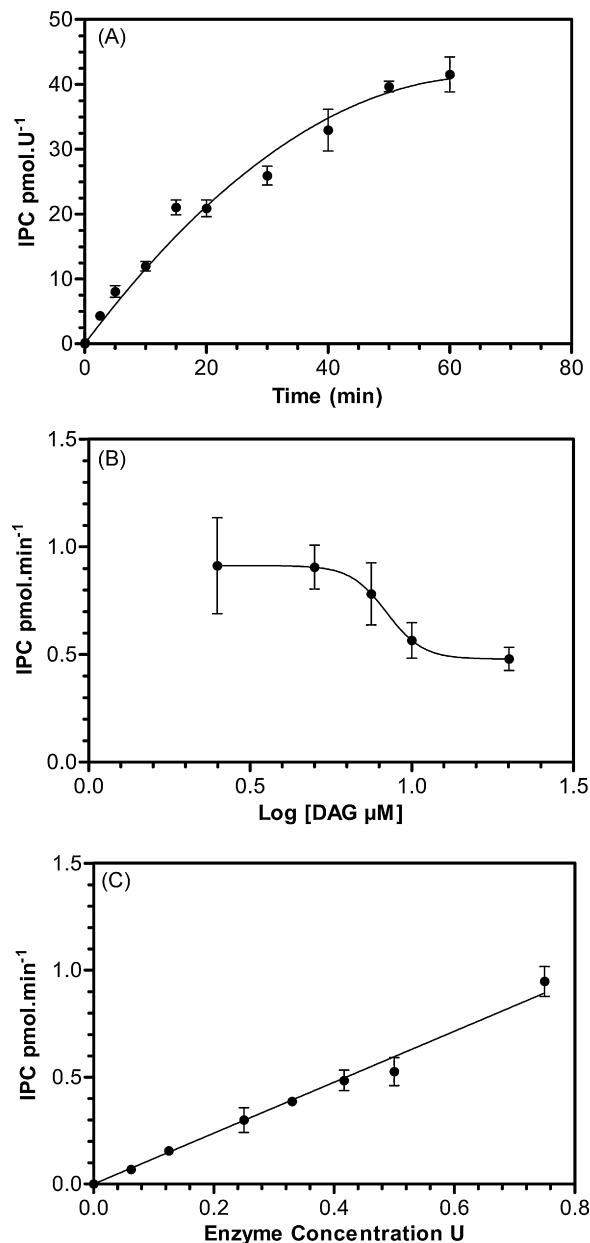 (A)
IPC pmol.U⁻¹
50
40
30
20
10
0
0 20 40 60 80
Time (min)
(B)
IPC pmol.min⁻¹
1.5
1.0
0.5
0.0
0.0 0.5 1.0 1.5
Log [DAG µM]
(C)
IPC pmol.min⁻¹
1.5
1.0
0.5
0.0
0.0 0.2 0.4 0.6 0.8
Enzyme Concentration U